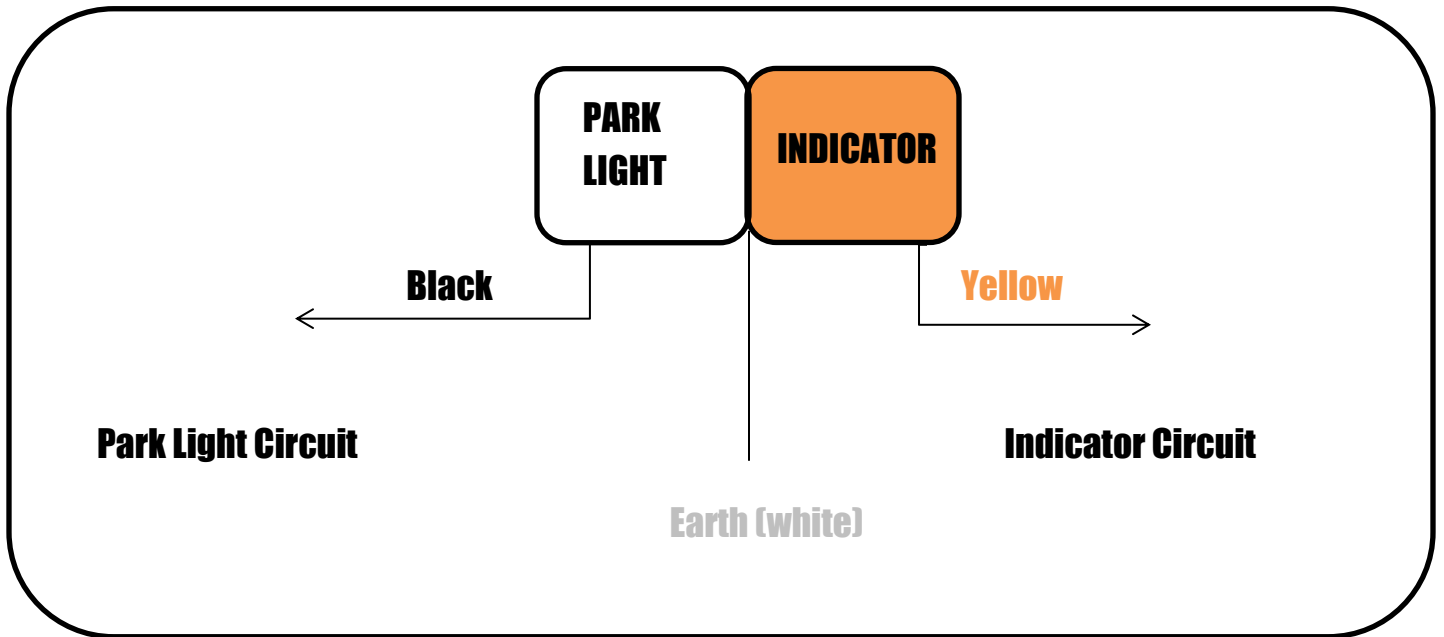 PARK
LIGHT
INDICATOR
Black
Yellow
Park Light Circuit
Indicator Circuit
Earth (white)